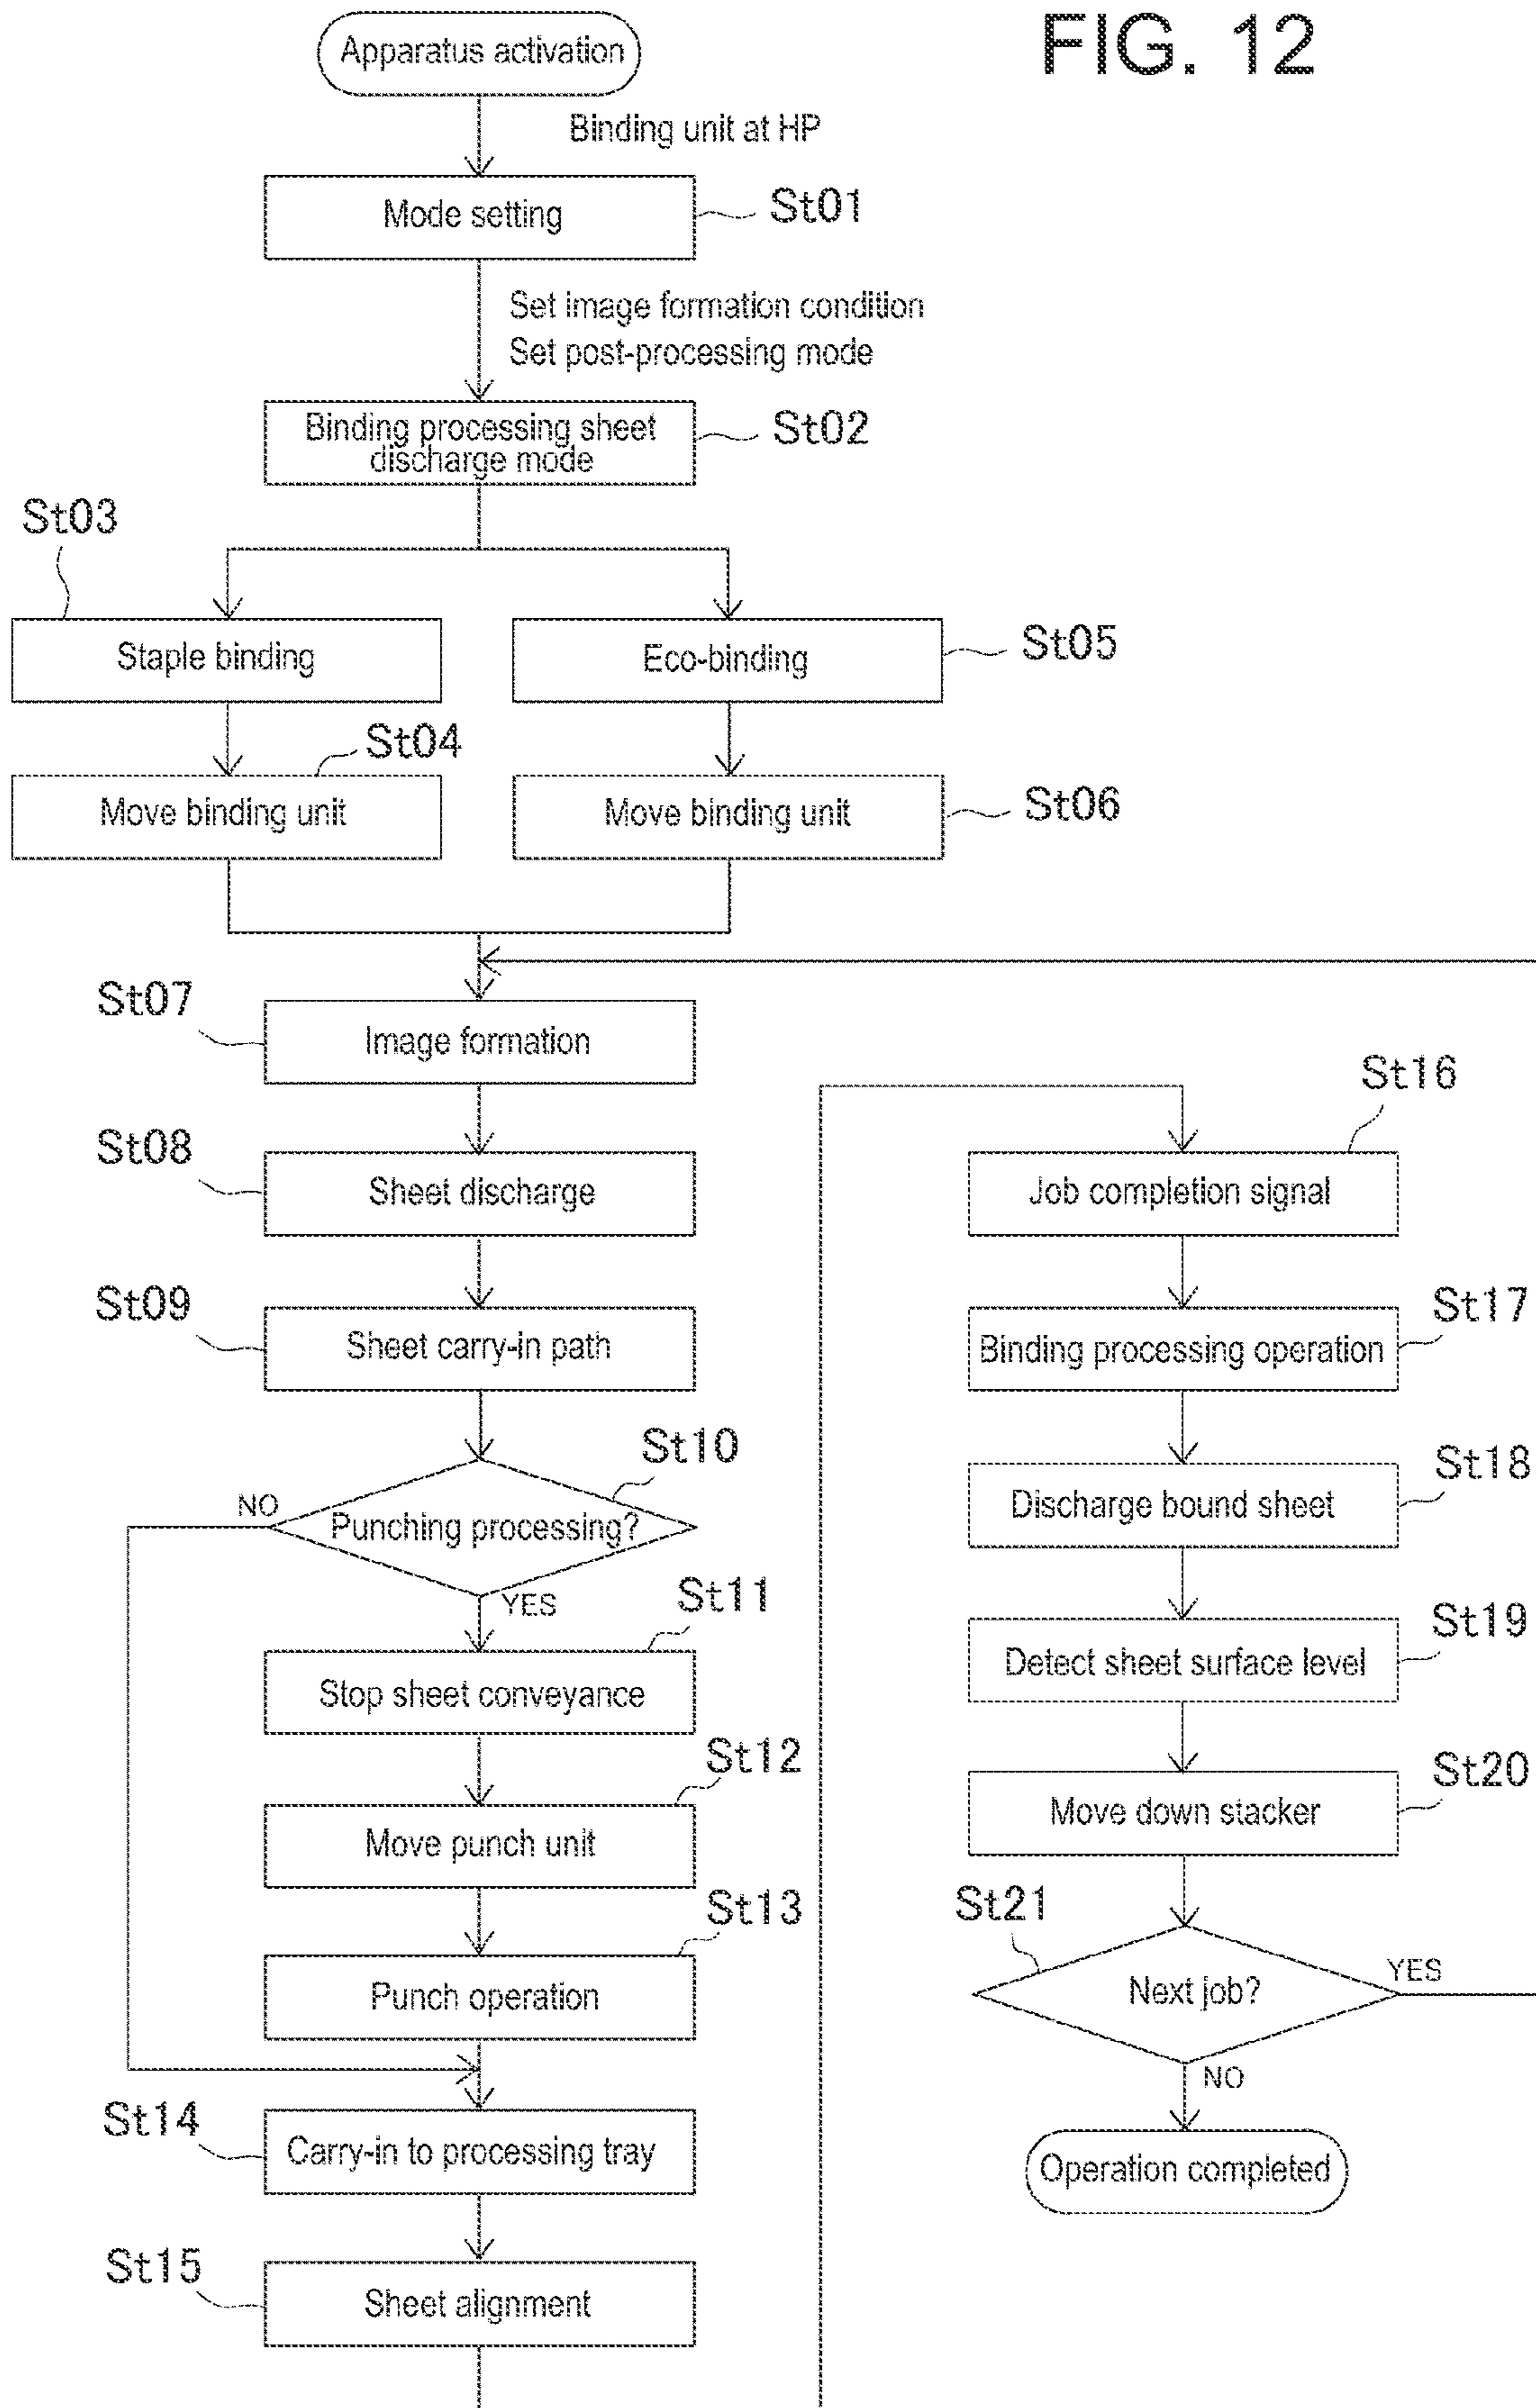 FIG. 12
Apparatus activation
Binding unit at HP
Mode setting
St01
Set image formation condition
Set post-processing mode
Binding processing sheet
discharge mode
St02
St03
Staple binding
Eco-binding
St05
St04
Move binding unit
Move binding unit
St06
St07
Image formation
St08
Sheet discharge
St09
Sheet carry-in path
St10
NO
Punching processing?
YES
St11
Stop sheet conveyance
St12
Move punch unit
St13
Punch operation
St14
Carry-in to processing tray
St15
Sheet alignment
St16
Job completion signal
St17
Binding processing operation
St18
Discharge bound sheet
St19
Detect sheet surface level
St20
Move down stacker
St21
Next job?
YES
NO
Operation completed